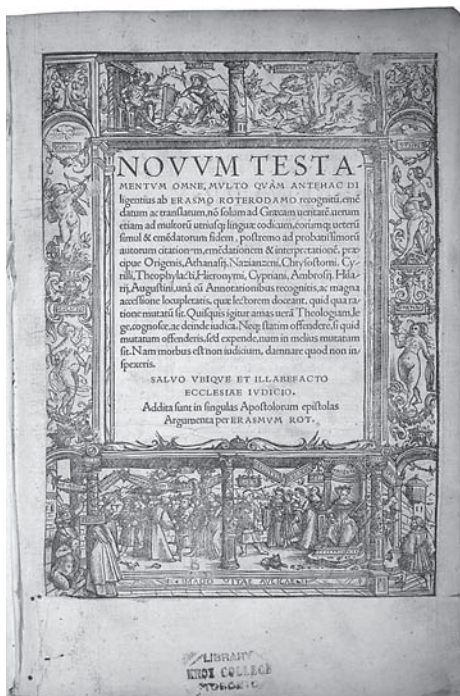 NOVVM TESTA-
MENTVM OMNE, MVLTO QVÀM ANTEHAC DI
ligentius ab ERASMO ROTERODAMO recognitũ, emẽ
datum ac translatum, nõ solum ad Græcam ueritatẽ, uerum
etiam ad multorũ utriusq; linguæ codicum, eorumq; ueterũ
simul & emẽdatorum fidem, postremo ad probatissimorũ
autorum citationem, emẽdationem & interpretationẽ, præ
cipue Origenis, Athanasij, Nazianzeni, Chrysostomi, Cy-
rilli, Theophylacti, Hieronymi, Cypriani, Ambrosij, Hila-
rij, Augustini, unà cũ Annotationibus recognitis, ac magna
accessione locupletatis, quæ lectorem doceant, quid qua ra-
tione mutatũ sit. Quisquis igitur amas uerã Theologiam, le
ge, cognosce, ac deinde iudica. Neq; statim offendere, si quid
mutatum offenderis, sed expende, num in melius mutatum
sit. Nam morbus est non iudicium, damnare quod non in-
spexeris.
SALVO VBIQVE ET ILLABEFACTO
ECCLESIAE IVDICIO.
Addita sunt in singulas Apostolorum epistolas
Argumenta per ERASMVM ROT.
IMAGO VITAE AVLICAE
LIBRARY
KNOX COLLEGE
TORONTO